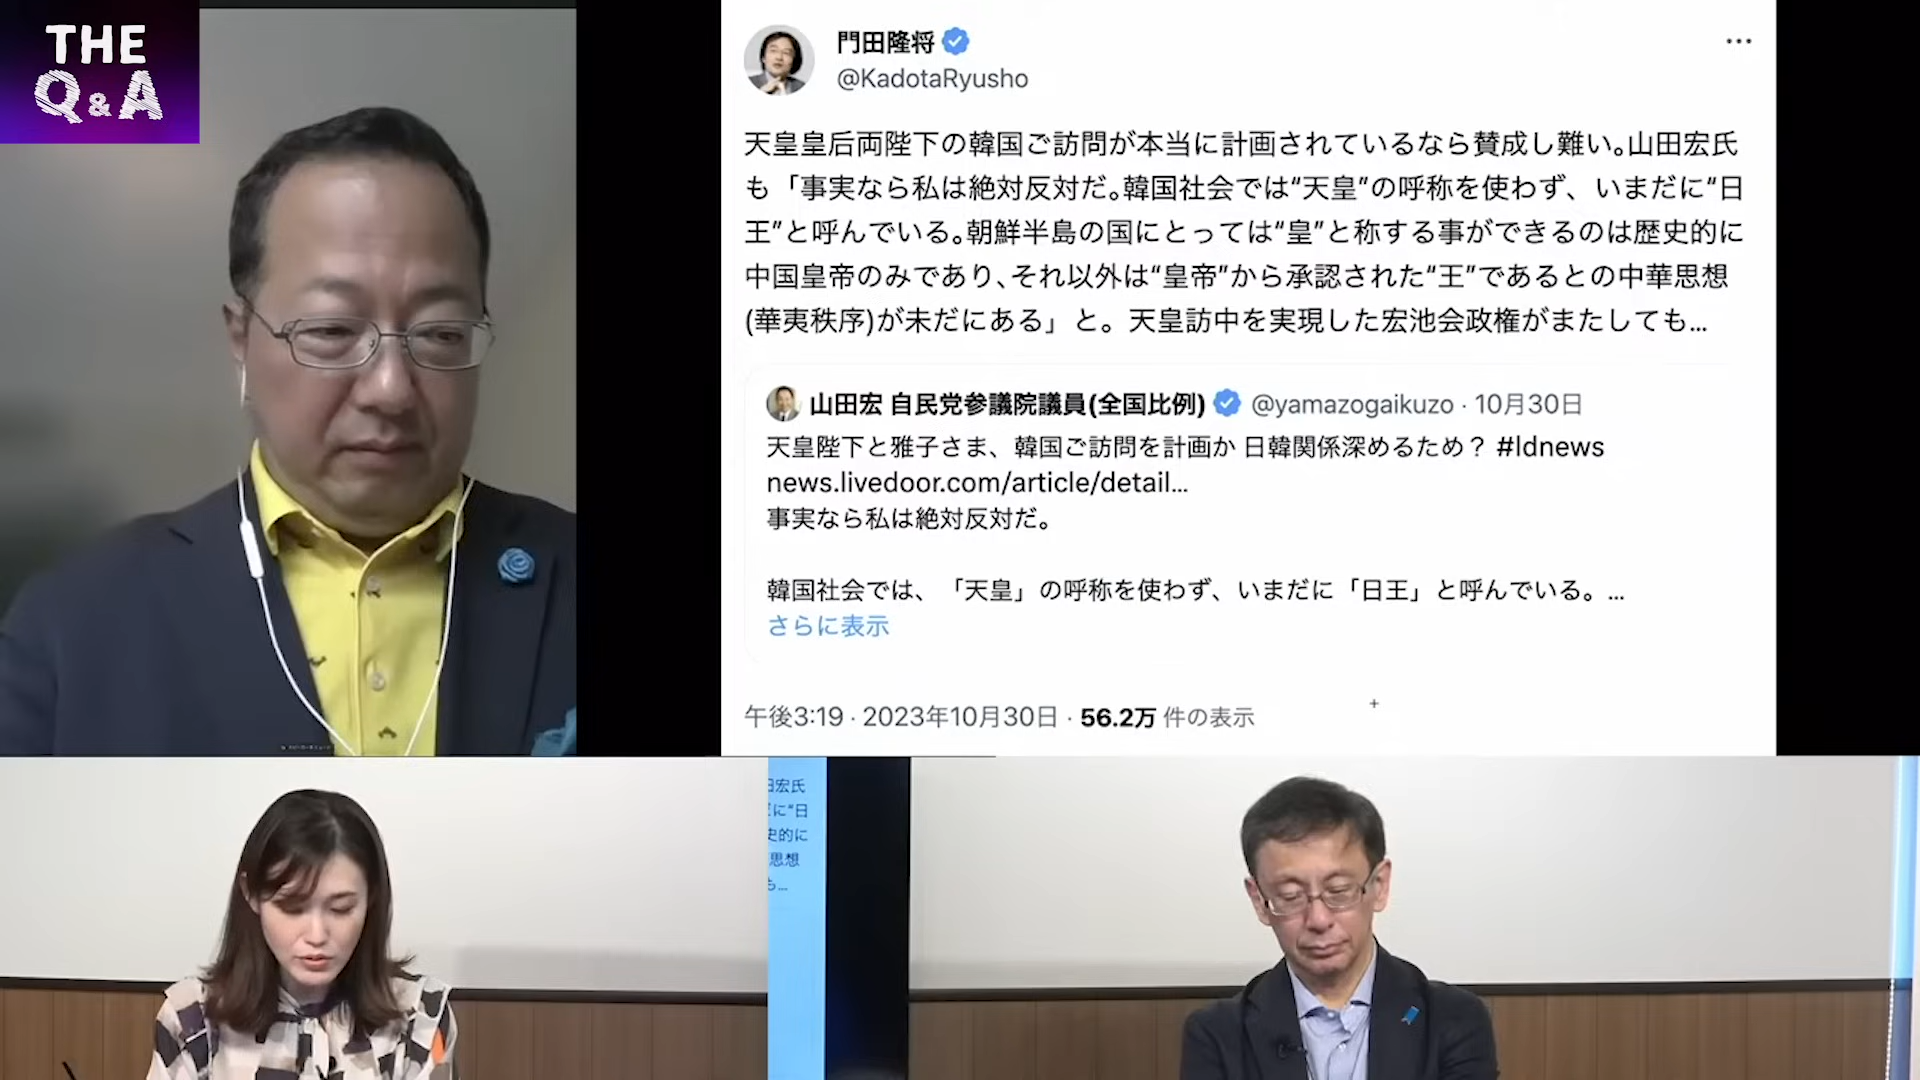 THE
Q&A
門田隆将
@KadotaRyusho
天皇皇后両陛下の韓国ご訪問が本当に計画されているなら賛成し難い。山田宏氏
も「事実なら私は絶対反対だ。韓国社会では“天皇”の呼称を使わず、いまだに“日
王”と呼んでいる。朝鮮半島の国にとっては“皇”と称する事ができるのは歴史的に
中国皇帝のみであり、それ以外は“皇帝”から承認された“王”であるとの中華思想
(華夷秩序)が未だにある」と。天皇訪中を実現した宏池会政権がまたしても...
山田宏 自民党参議院議員(全国比例) @yamazogaikuzo · 10月30日
天皇陛下と雅子さま、韓国ご訪問を計画か 日韓関係深めるため？ #ldnews
news.livedoor.com/article/detail...
事実なら私は絶対反対だ。
韓国社会では、「天皇」の呼称を使わず、いまだに「日王」と呼んでいる。...
さらに表示
午後3:19 · 2023年10月30日 · 56.2万 件の表示
田宏氏
に“日
史的に
思想
も...